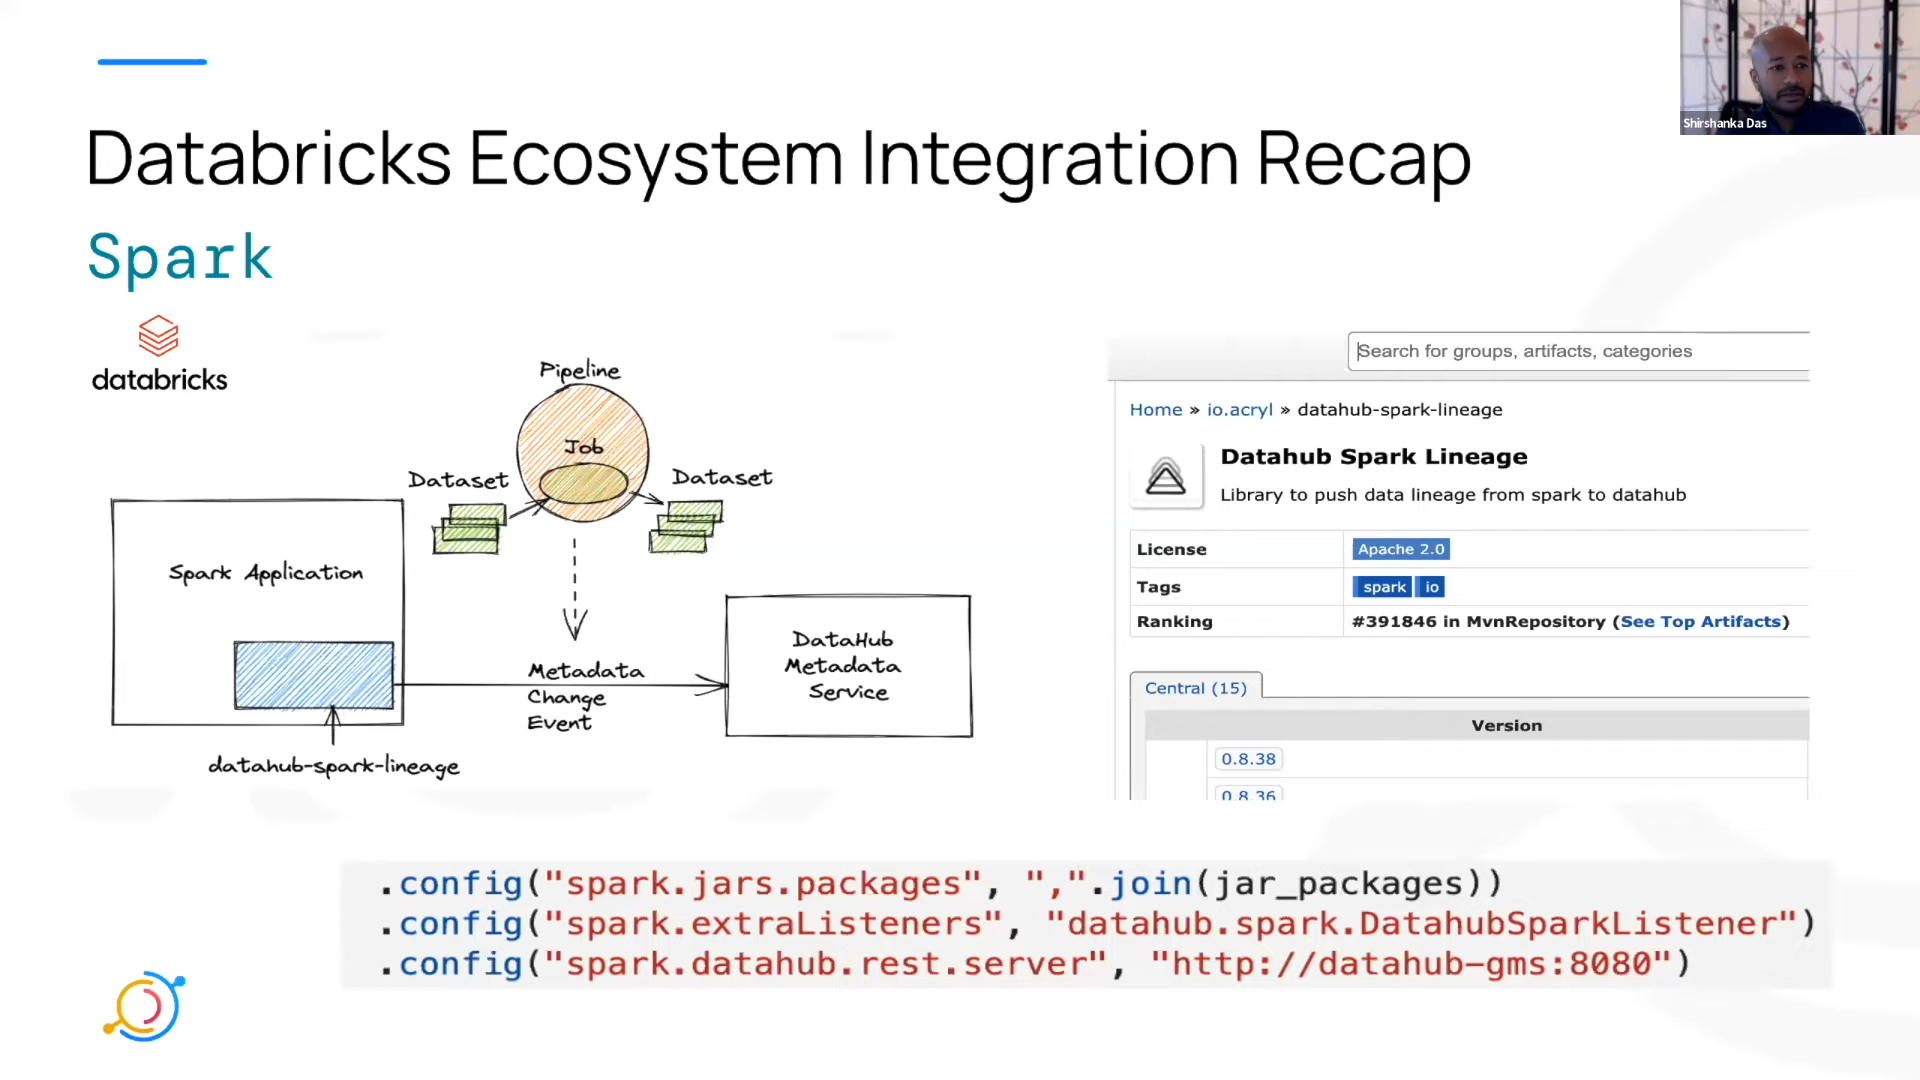 Shirshanka Das
Databricks Ecosystem Integration Recap
Spark
databricks
Pipeline
Job
Dataset
Dataset
Spark Application
Metadata
Change
Event
DataHub
Metadata
Service
datahub-spark-lineage
Search for groups, artifacts, categories
Home » io.acryl » datahub-spark-lineage
Datahub Spark Lineage
Library to push data lineage from spark to datahub
License Apache 2.0
Tags spark io
Ranking #391846 in MvnRepository (See Top Artifacts)
Central (15)
Version
0.8.38
0.8.36
.config("spark.jars.packages", ",".join(jar_packages))
.config("spark.extraListeners", "datahub.spark.DatahubSparkListener")
.config("spark.datahub.rest.server", "http://datahub-gms:8080")